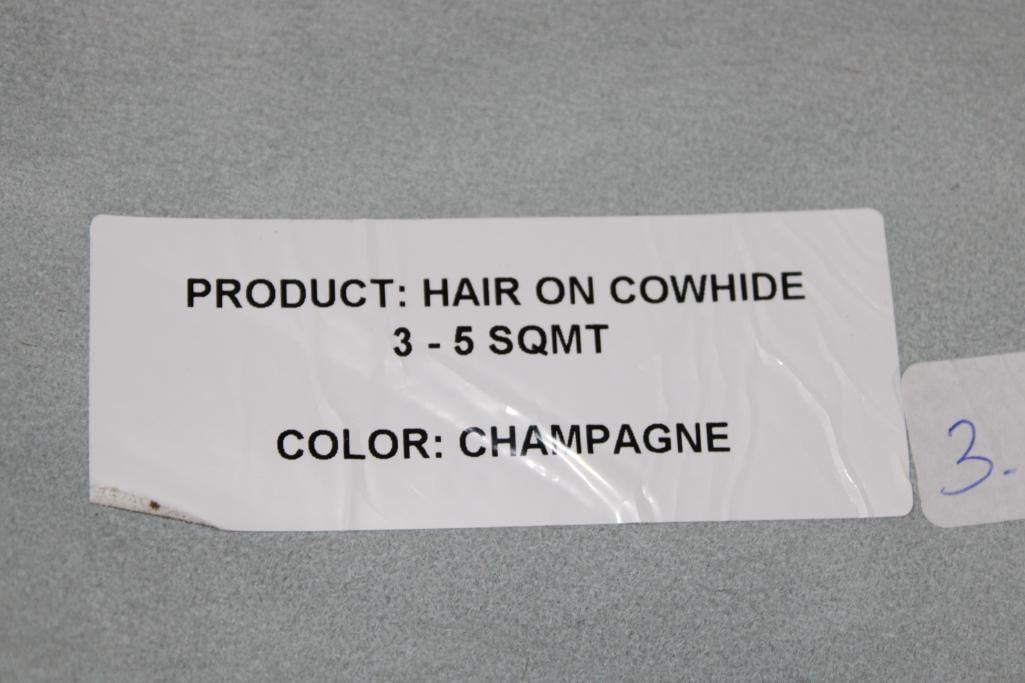 PRODUCT: HAIR ON COWHIDE
3 - 5 SQMT
COLOR: CHAMPAGNE
3.